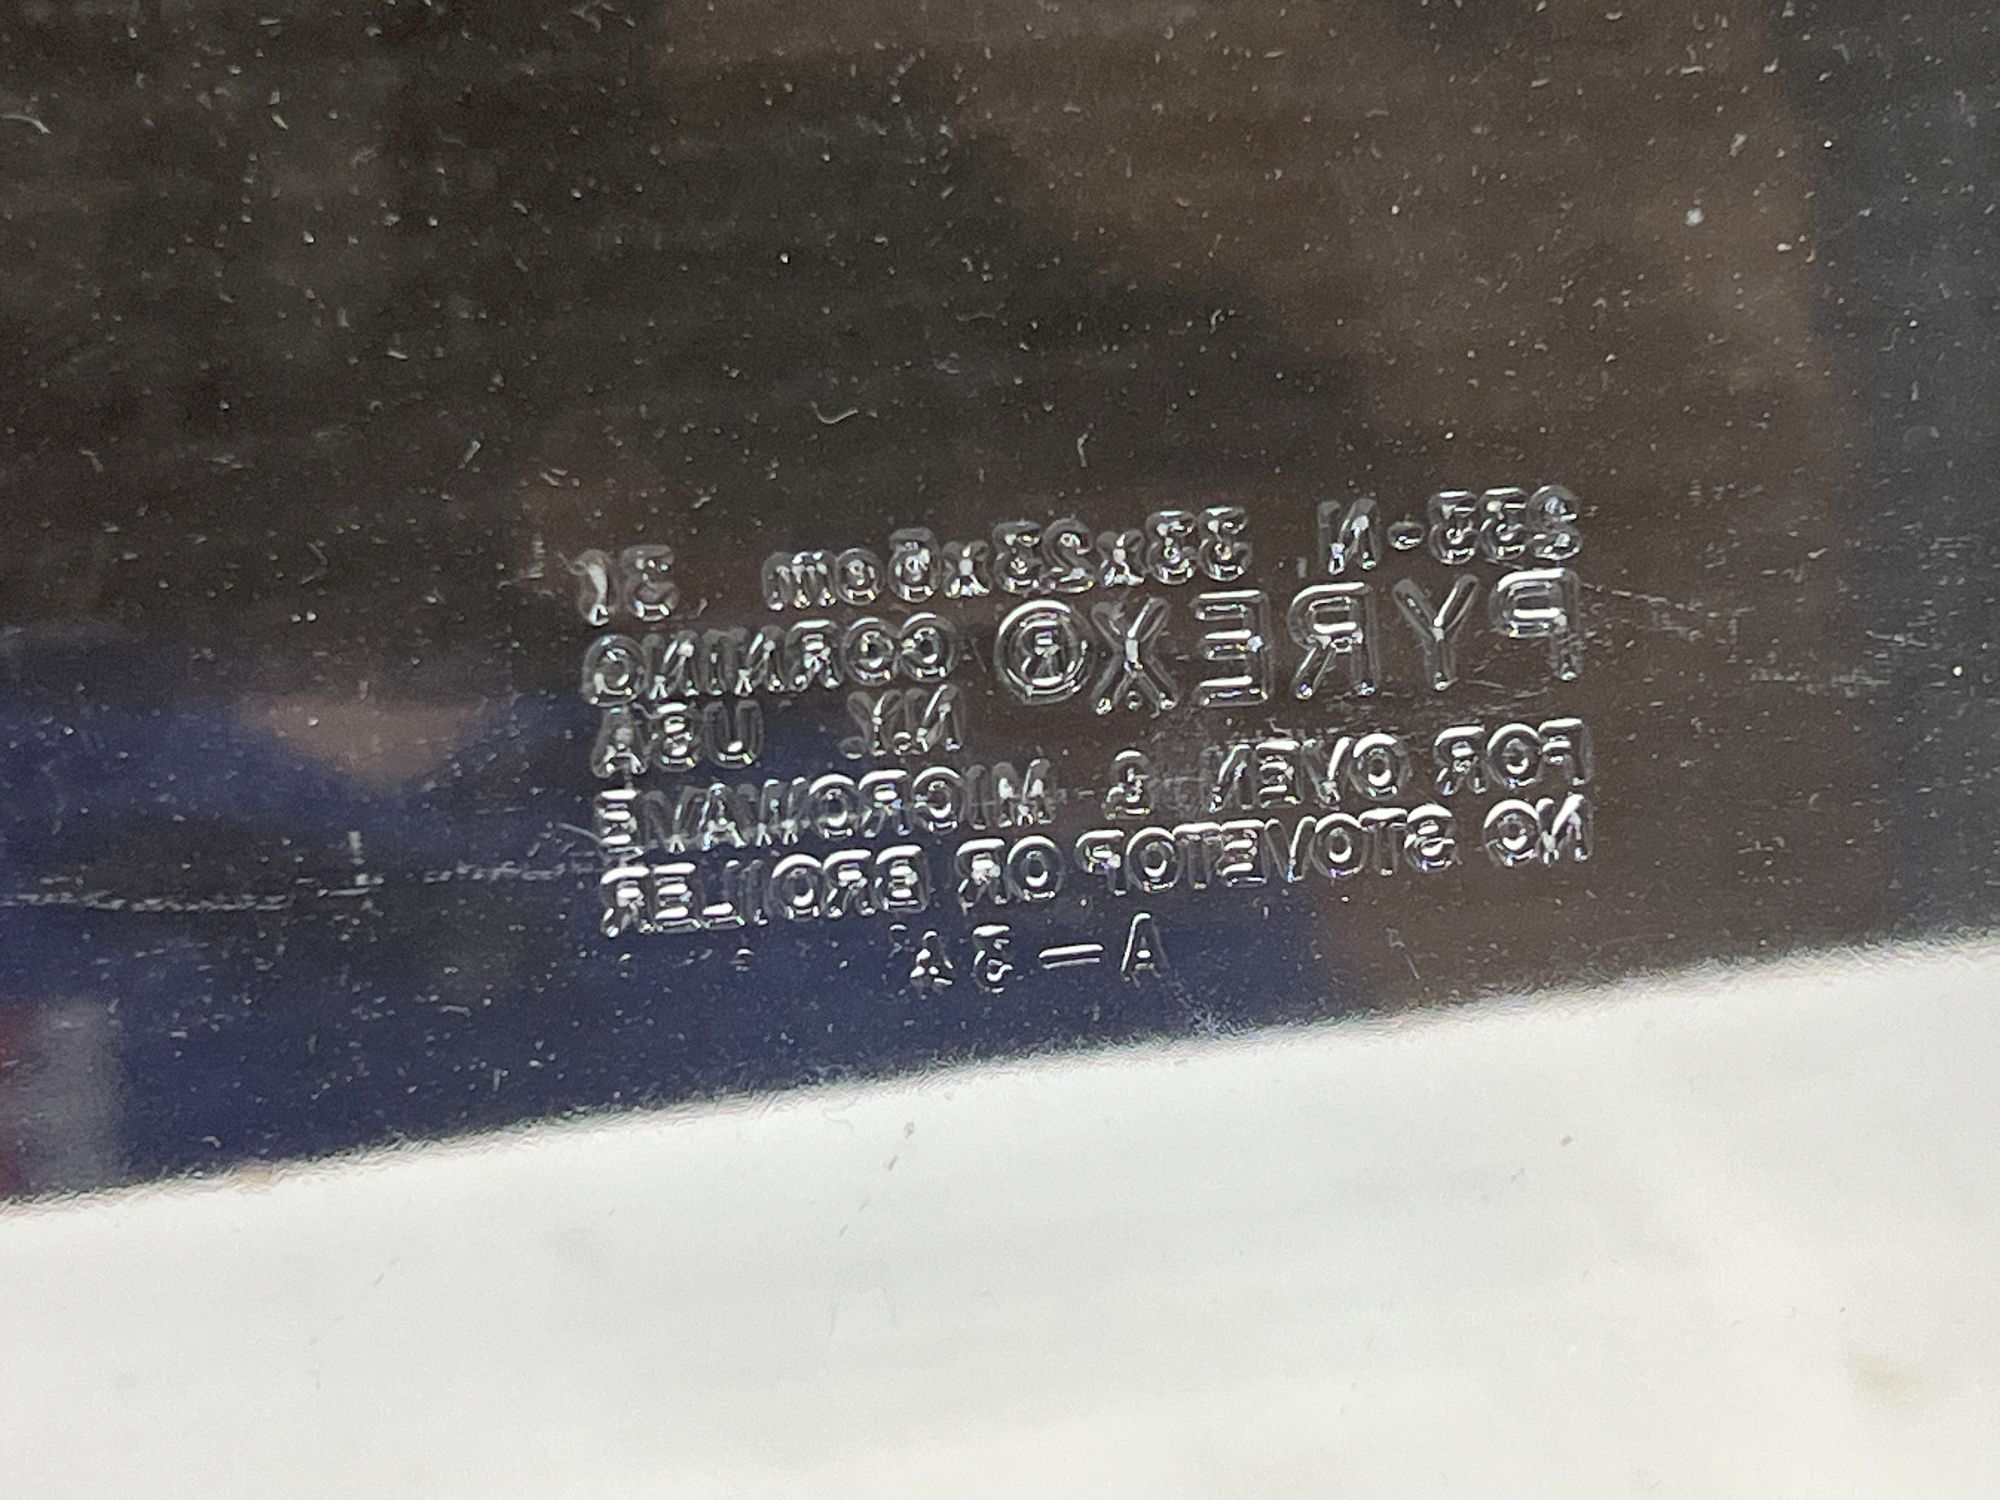 233-N 33x23x5cm 3L
PYREX® CORNING
N.Y. USA
FOR OVEN & MICROWAVE
NO STOVETOP OR BROILER